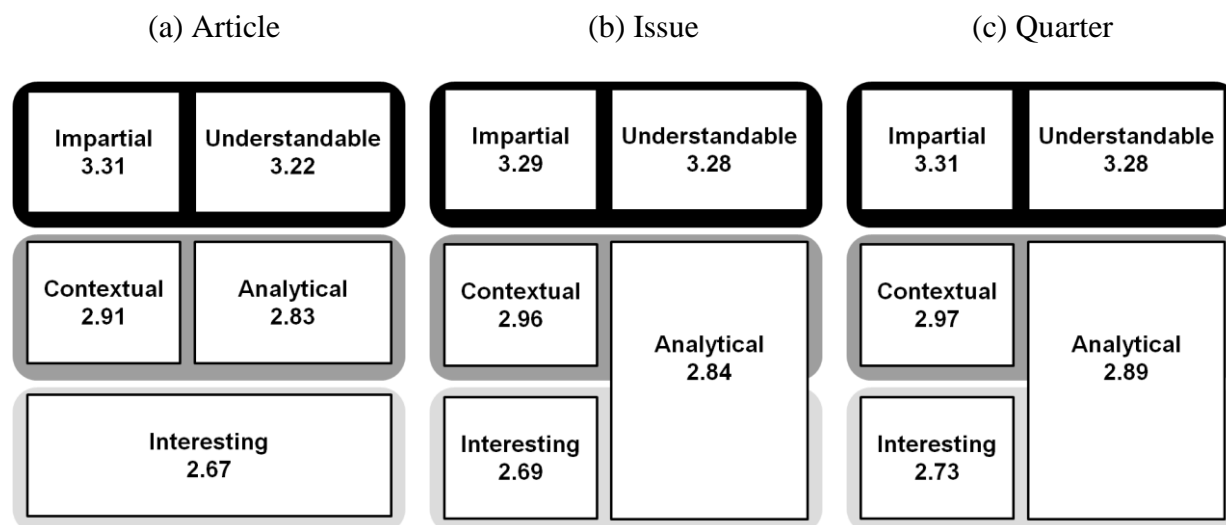 (a) Article
Impartial
3.31
Understandable
3.22
Contextual
2.91
Analytical
2.83
Interesting
2.67
(b) Issue
Impartial
3.29
Understandable
3.28
Contextual
2.96
Analytical
2.84
Interesting
2.69
(c) Quarter
Impartial
3.31
Understandable
3.28
Contextual
2.97
Analytical
2.89
Interesting
2.73